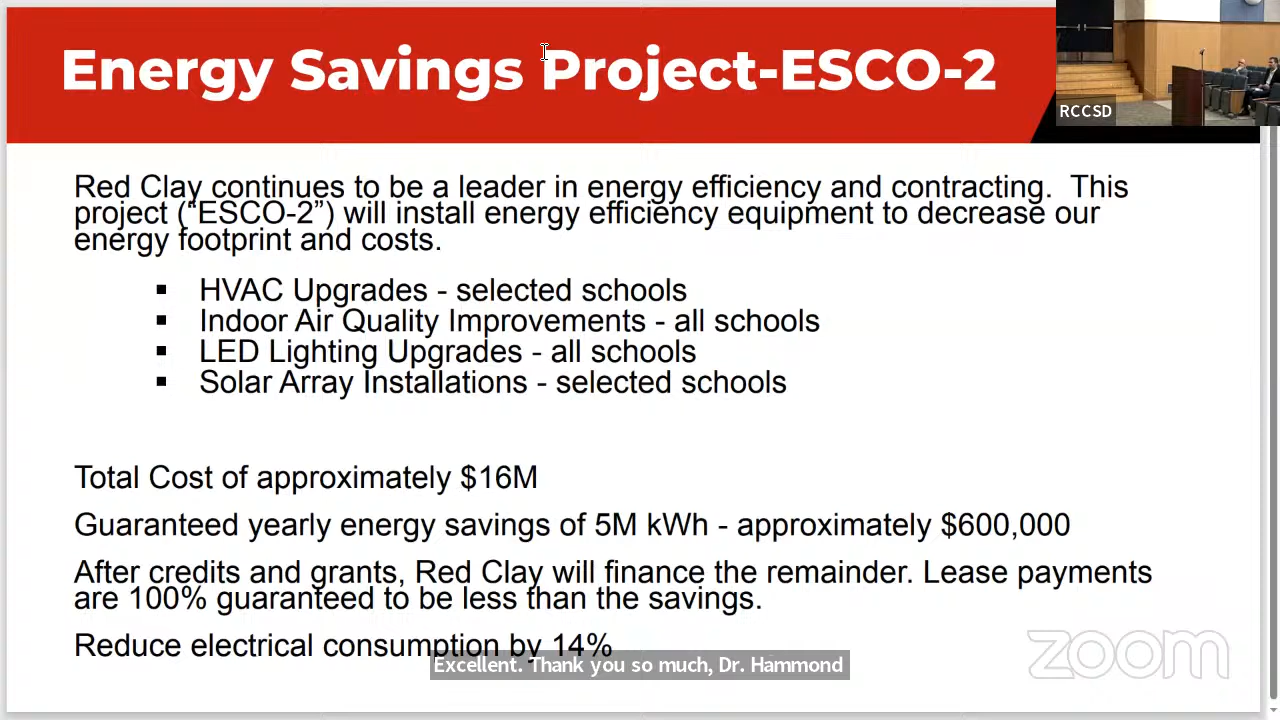 Energy Savings Project-ESCO-2
RCCSD
Red Clay continues to be a leader in energy efficiency and contracting.  This
project (“ESCO-2”) will install energy efficiency equipment to decrease our
energy footprint and costs.
▪ HVAC Upgrades - selected schools
▪ Indoor Air Quality Improvements - all schools
▪ LED Lighting Upgrades - all schools
▪ Solar Array Installations - selected schools
Total Cost of approximately $16M
Guaranteed yearly energy savings of 5M kWh - approximately $600,000
After credits and grants, Red Clay will finance the remainder. Lease payments
are 100% guaranteed to be less than the savings.
Reduce electrical consumption by 14%
Excellent. Thank you so much, Dr. Hammond
zoom